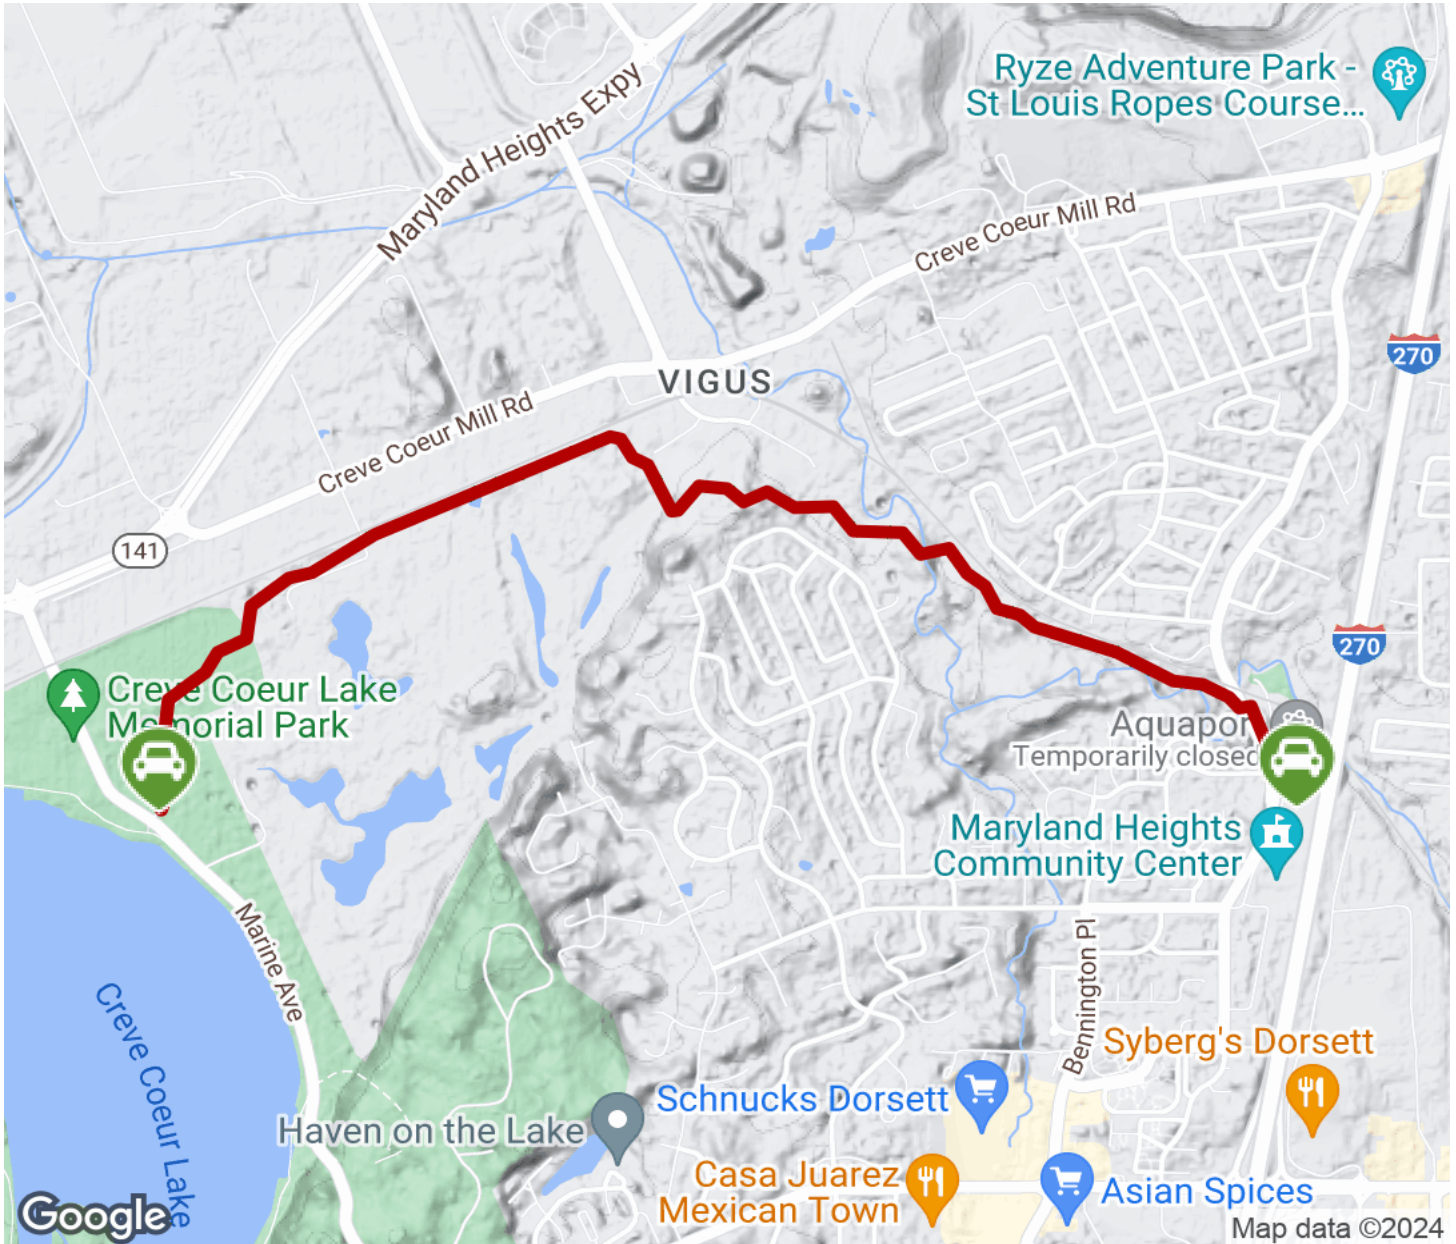 Ryze Adventure Park -
St Louis Ropes Course...
Maryland Heights Expy
Creve Coeur Mill Rd
270
VIGUS
Creve Coeur Mill Rd
141
270
Creve Coeur Lake
Memorial Park
Aquapor
Temporarily closed
Maryland Heights
Community Center
Marine Ave
Bennington Pl
Creve Coeur Lake
Syberg's Dorsett
Schnucks Dorsett
Haven on the Lake
Casa Juarez
Mexican Town
Asian Spices
Google
Map data ©2024